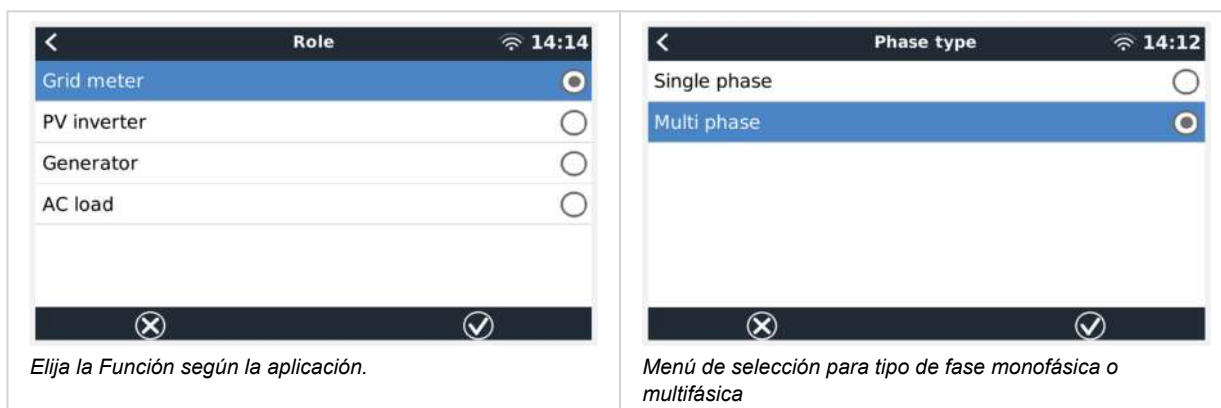 Role 14:14
Grid meter
PV inverter
Generator
AC load
Elija la Función según la aplicación.
Phase type 14:12
Single phase
Multi phase
Menú de selección para tipo de fase monofásica o
multifásica